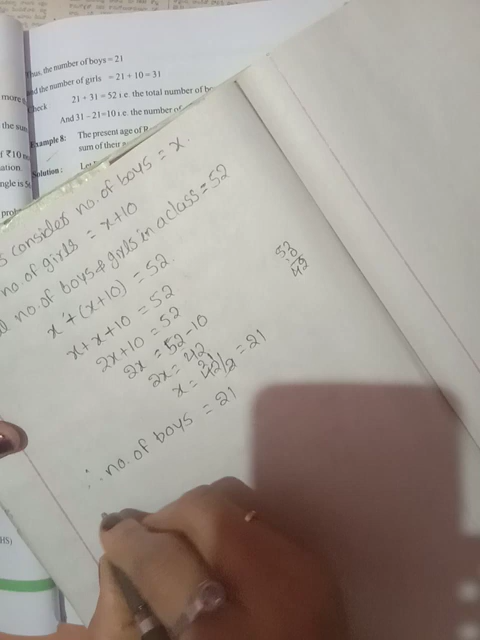 Thus, the number of boys = 21
and the number of girls = 21 + 10 = 31
Check
21 + 31 = 52 i.e. the total number of
And 31 – 21=10 i.e. the number of
Example 8: The present age of
sum of their
Solution :
more
the sum
₹10
ation.
ngle is
HS)
consider no. of boys = x.
no. of girls = x+10
no. of boys & girls in a class = 52
x + (x+10) = 52.
x+x+10 = 52
2x+10 = 52
2x = 52-10
2x = 42
x = 42/2 = 21
21
52
10
42
∴ no. of boys = 21